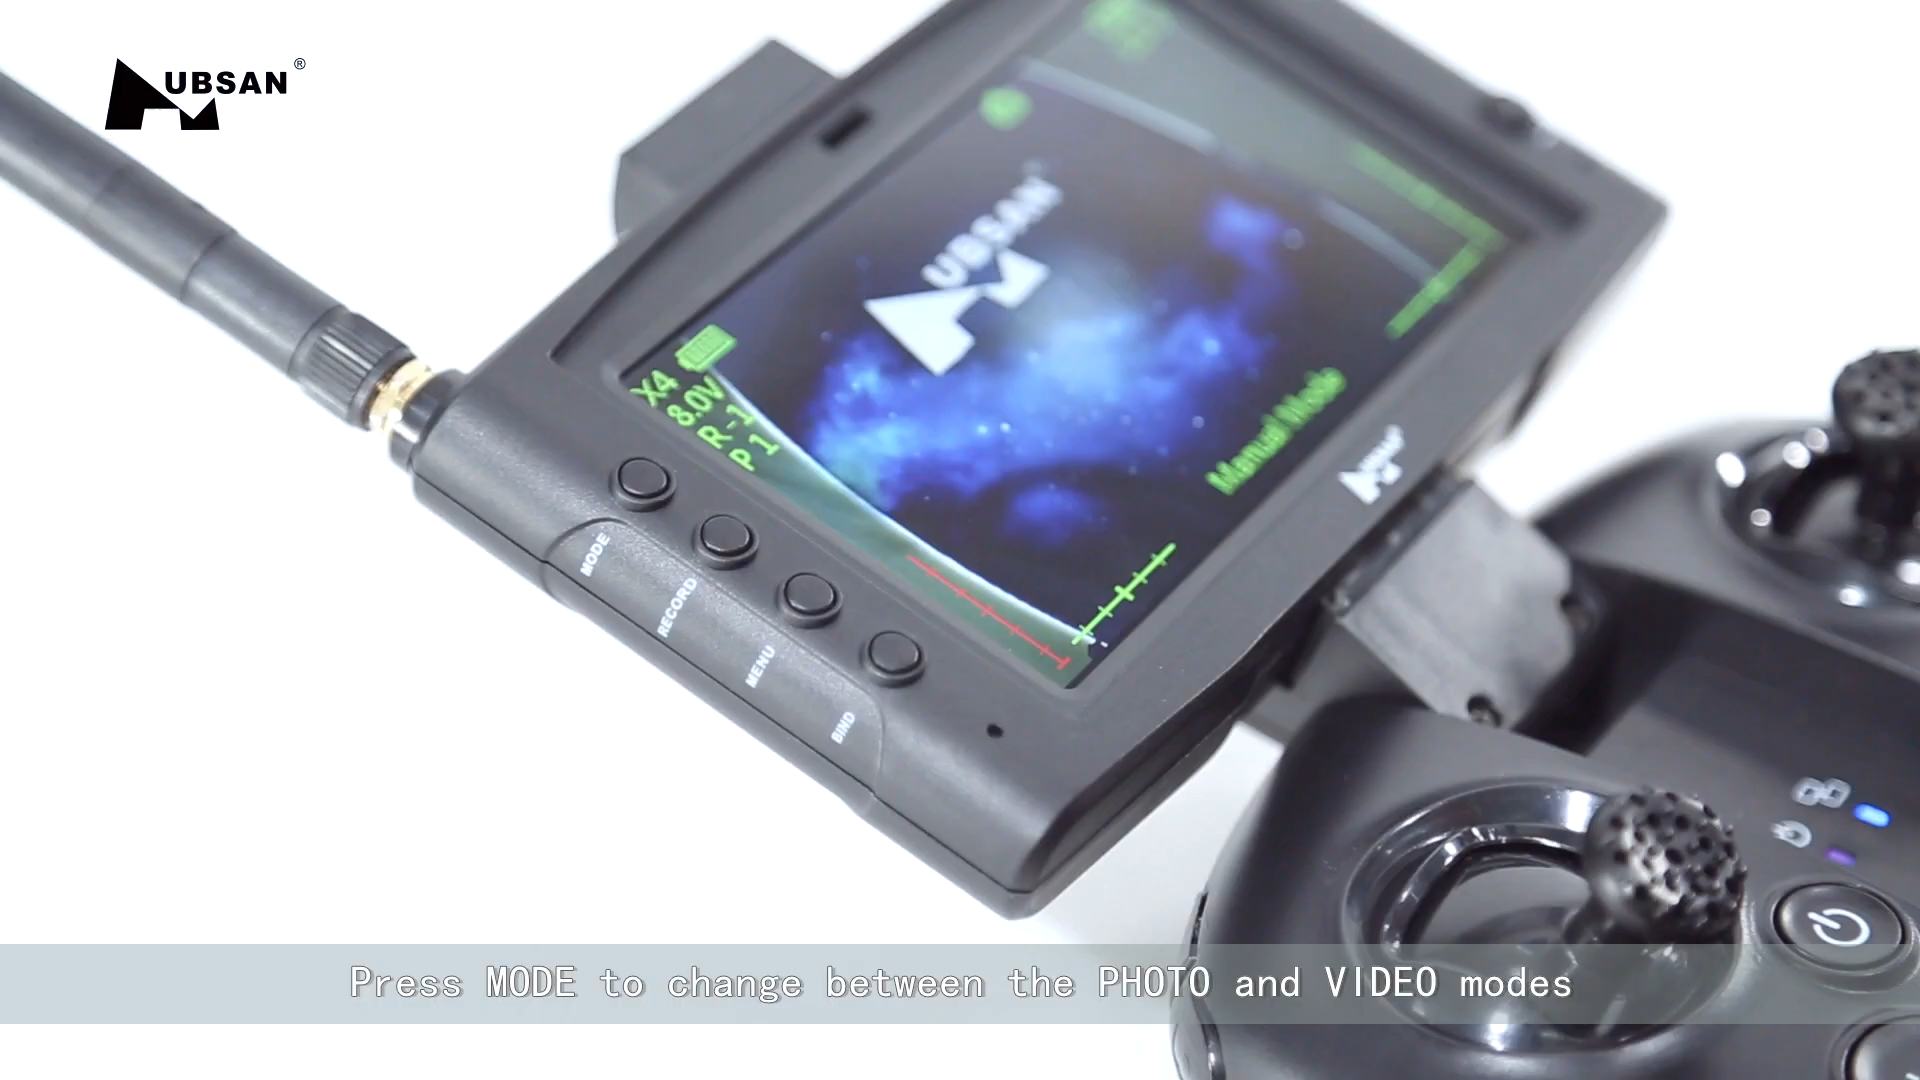 UBSAN®
UBSAN
X4
8.0V
R -1
P 1
Manual Mode
MODE
RECORD
MENU
BIND
Press MODE to change between the PHOTO and VIDEO modes